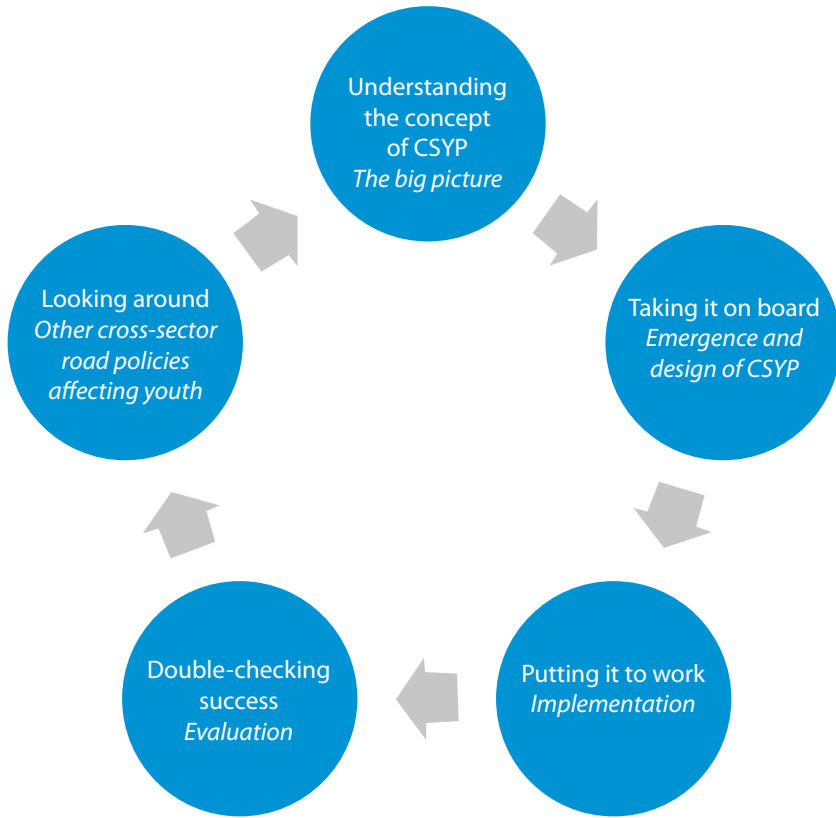 Understanding
the concept
of CSYP
The big picture
Taking it on board
Emergence and
design of CSYP
Putting it to work
Implementation
Double-checking
success
Evaluation
Looking around
Other cross-sector
road policies
affecting youth